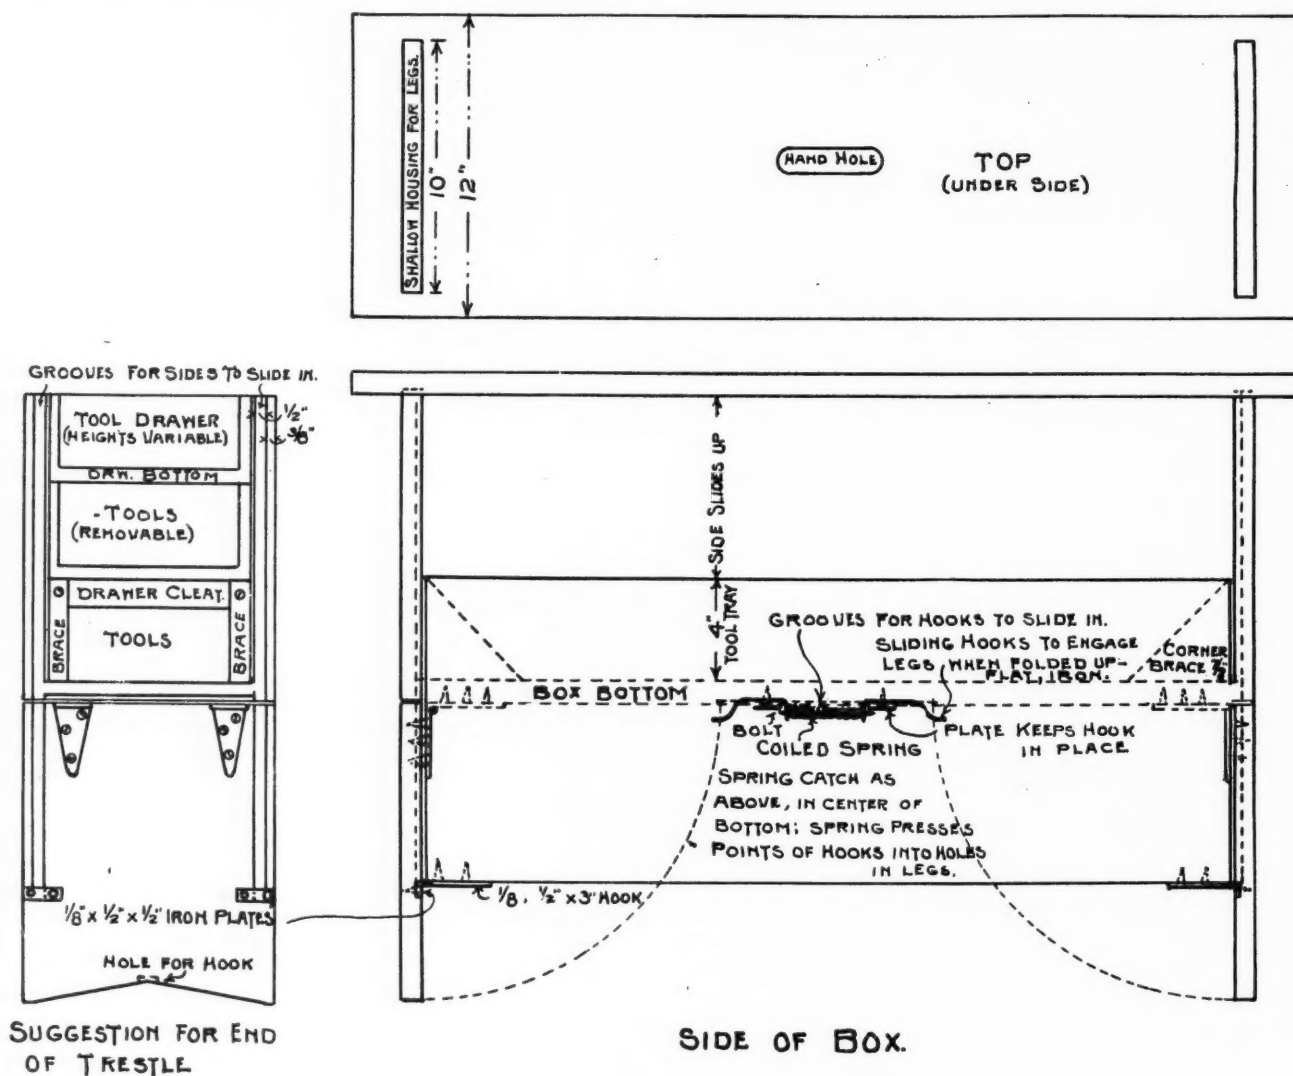 SHALLOW HOUSING FOR LEGS.
10"
12"
HAND HOLE
TOP
(UNDER SIDE)
GROOVES FOR SIDES TO SLIDE IN.
1/2"
3/8"
TOOL DRAWER
(HEIGHTS VARIABLE)
DRW. BOTTOM
-TOOLS
(REMOVABLE)
DRAWER CLEAT.
BRACE
TOOLS
BRACE
1/8" x 1/2" x 1/2" IRON PLATES
HOLE FOR HOOK
SUGGESTION FOR END
OF TRESTLE
SIDE SLIDES UP
4"
TOOL TRAY
GROOVES FOR HOOKS TO SLIDE IN.
SLIDING HOOKS TO ENGAGE
LEGS WHEN FOLDED UP-
FLAT, IRON.
CORNER
BRACE
BOX BOTTOM
BOLT
COILED SPRING
PLATE KEEPS HOOK
IN PLACE
SPRING CATCH AS
ABOVE, IN CENTER OF
BOTTOM; SPRING PRESSES
POINTS OF HOOKS INTO HOLES
IN LEGS.
1/8, 1/2" x 3" HOOK
SIDE OF BOX.